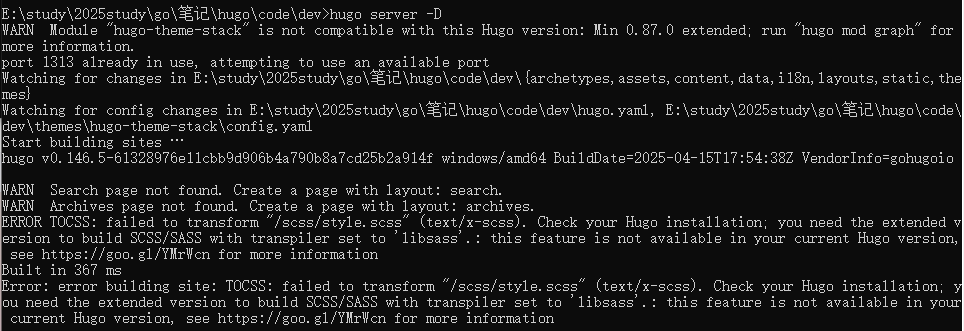 E:\study\2025study\go\笔记\hugo\code\dev>hugo server -D
WARN  Module "hugo-theme-stack" is not compatible with this Hugo version: Min 0.87.0 extended; run "hugo mod graph" for
more information.
port 1313 already in use, attempting to use an available port
Watching for changes in E:\study\2025study\go\笔记\hugo\code\dev\{archetypes,assets,content,data,i18n,layouts,static,the
mes}
Watching for config changes in E:\study\2025study\go\笔记\hugo\code\dev\hugo.yaml, E:\study\2025study\go\笔记\hugo\code\
dev\themes\hugo-theme-stack\config.yaml
Start building sites …
hugo v0.146.5-61328976e11cbb9d906b4a790b8a7cd25b2a914f windows/amd64 BuildDate=2025-04-15T17:54:38Z VendorInfo=gohugoio
WARN  Search page not found. Create a page with layout: search.
WARN  Archives page not found. Create a page with layout: archives.
ERROR TOCSS: failed to transform "/scss/style.scss" (text/x-scss). Check your Hugo installation; you need the extended v
ersion to build SCSS/SASS with transpiler set to 'libsass'.: this feature is not available in your current Hugo version,
 see https://goo.gl/YMrWcn for more information
Built in 367 ms
Error: error building site: TOCSS: failed to transform "/scss/style.scss" (text/x-scss). Check your Hugo installation; y
ou need the extended version to build SCSS/SASS with transpiler set to 'libsass'.: this feature is not available in your
 current Hugo version, see https://goo.gl/YMrWcn for more information